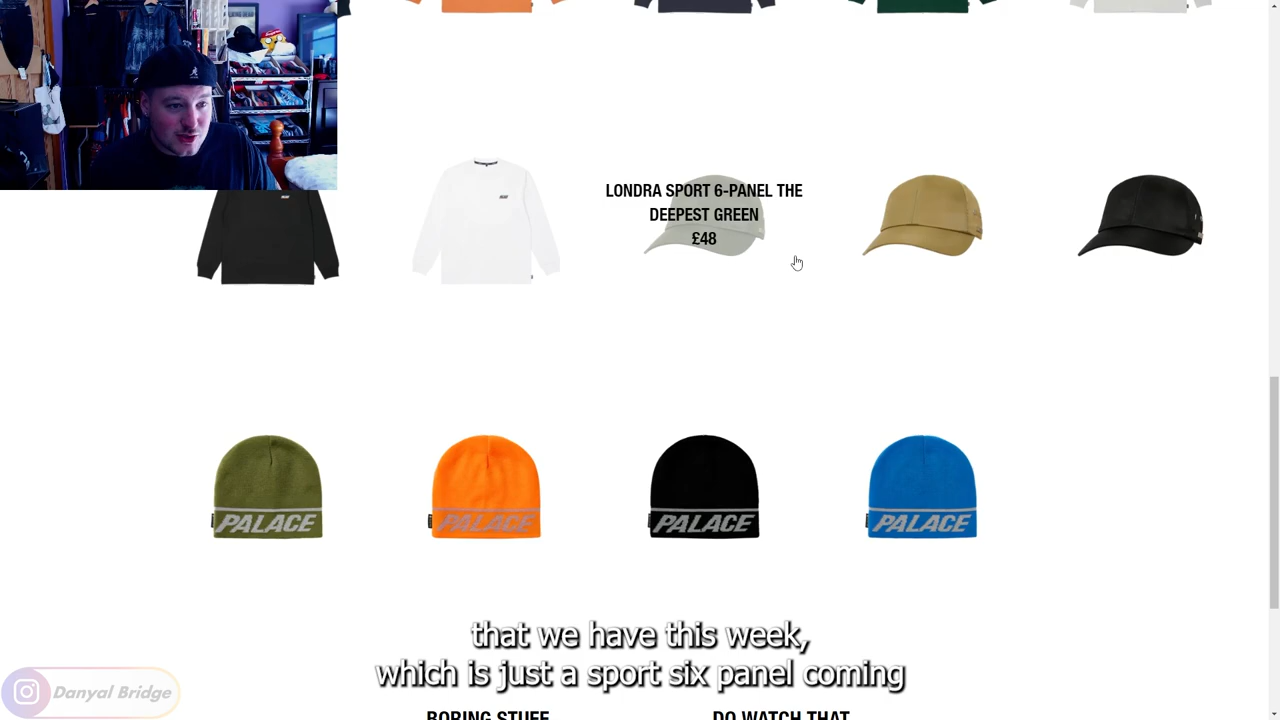 LONDRA SPORT 6-PANEL THE
DEEPEST GREEN
£48
PALACE
PALACE
PALACE
PALACE
that we have this week,
which is just a sport six panel coming
Danyal Bridge
BORING STUFF
DO WATCH THAT